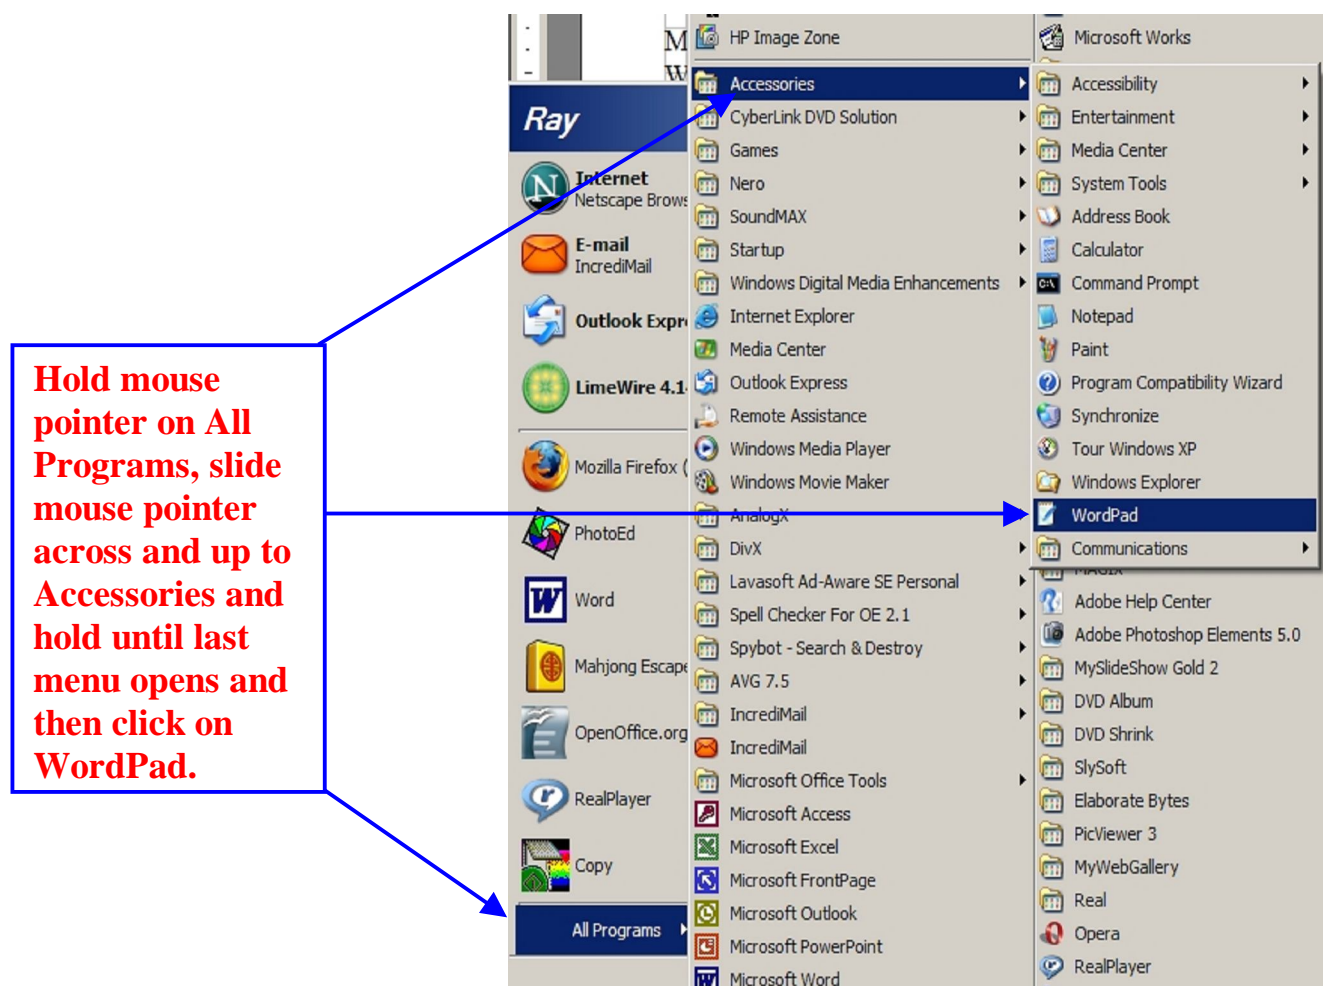 Hold mouse
pointer on All
Programs, slide
mouse pointer
across and up to
Accessories and
hold until last
menu opens and
then click on
WordPad.
Ray
Internet
Netscape Brows
E-mail
IncrediMail
Outlook Expr
LimeWire 4.1
Mozilla Firefox (
PhotoEd
Word
Mahjong Escape
OpenOffice.org
RealPlayer
Copy
All Programs
M
W
HP Image Zone
Accessories
CyberLink DVD Solution
Games
Nero
SoundMAX
Startup
Windows Digital Media Enhancements
Internet Explorer
Media Center
Outlook Express
Remote Assistance
Windows Media Player
Windows Movie Maker
AnalogX
DivX
Lavasoft Ad-Aware SE Personal
Spell Checker For OE 2.1
Spybot - Search & Destroy
AVG 7.5
IncrediMail
IncrediMail
Microsoft Office Tools
Microsoft Access
Microsoft Excel
Microsoft FrontPage
Microsoft Outlook
Microsoft PowerPoint
Microsoft Word
Microsoft Works
Accessibility
Entertainment
Media Center
System Tools
Address Book
Calculator
Command Prompt
Notepad
Paint
Program Compatibility Wizard
Synchronize
Tour Windows XP
Windows Explorer
WordPad
Communications
MAGIX
Adobe Help Center
Adobe Photoshop Elements 5.0
MySlideShow Gold 2
DVD Album
DVD Shrink
SlySoft
Elaborate Bytes
PicViewer 3
MyWebGallery
Real
Opera
RealPlayer